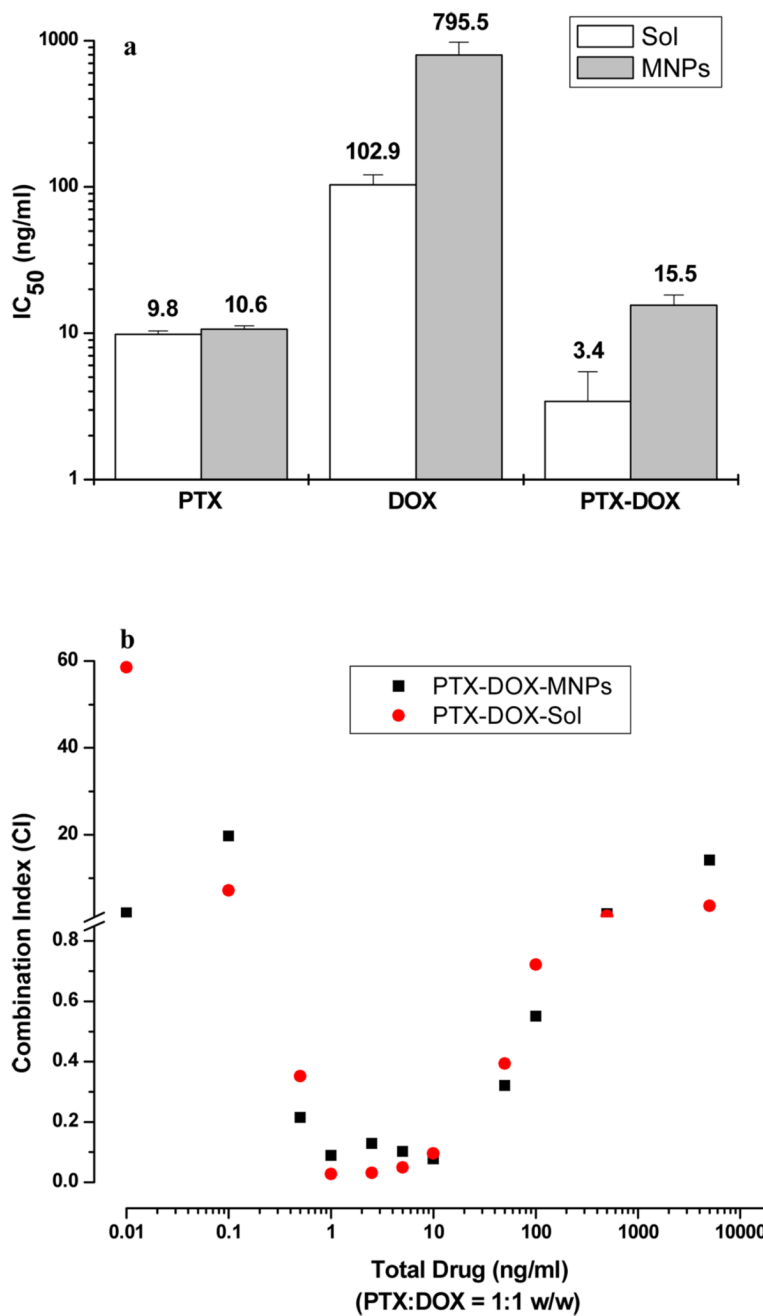 a
Sol
MNPs
IC50 (ng/ml)
1000
100
10
1
9.8
10.6
102.9
795.5
3.4
15.5
PTX
DOX
PTX-DOX
b
PTX-DOX-MNPs
PTX-DOX-Sol
Combination Index (CI)
60
40
20
0.8
0.6
0.4
0.2
0.0
0.01
0.1
1
10
100
1000
10000
Total Drug (ng/ml)
(PTX:DOX = 1:1 w/w)